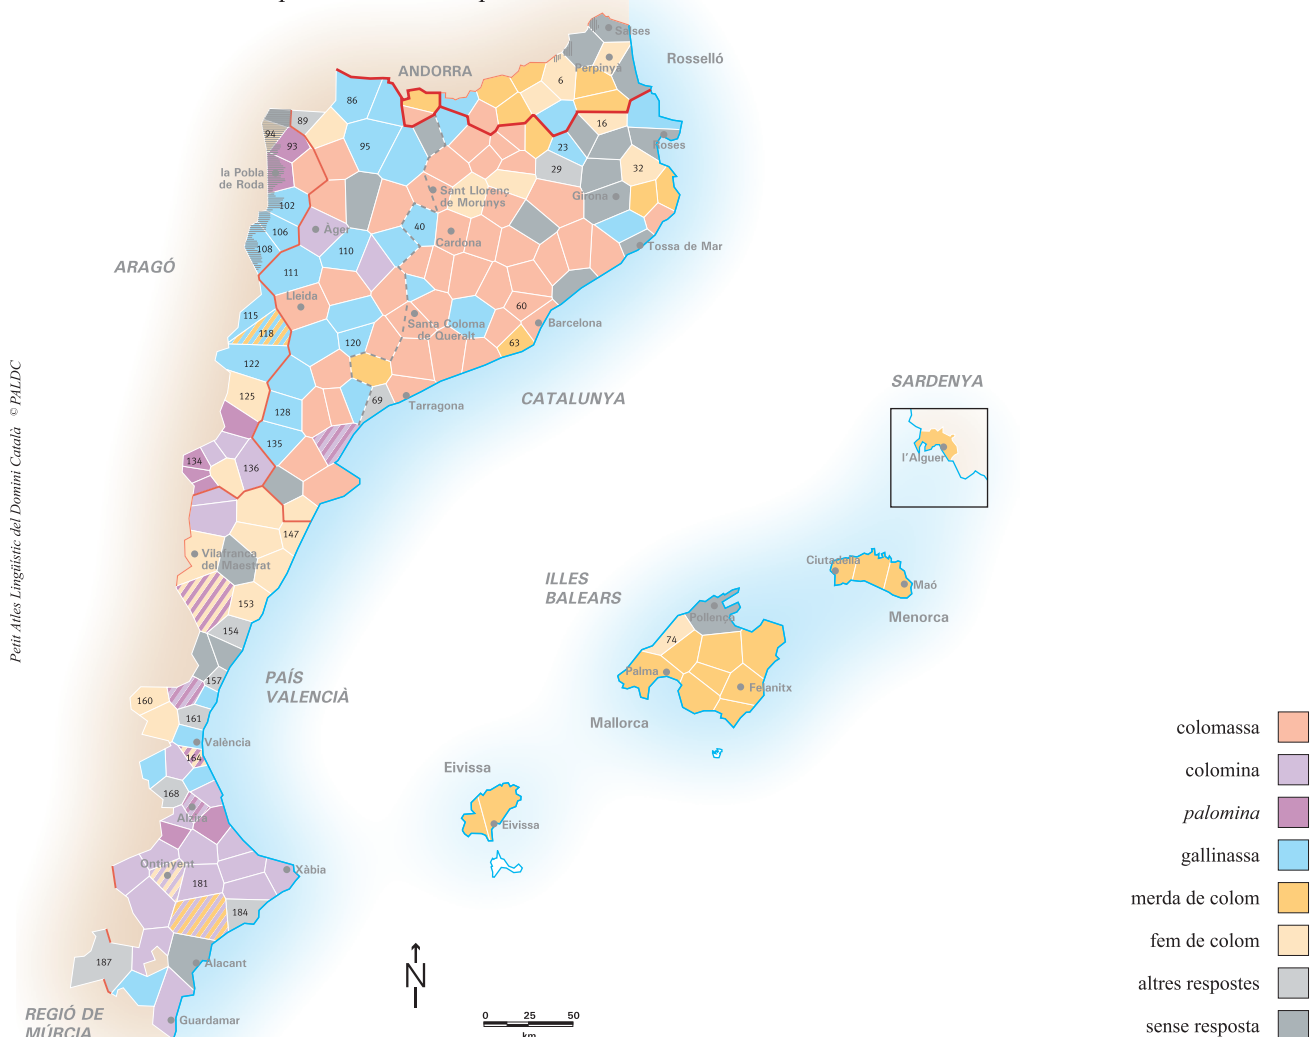 Salses
Rosselló
Perpinyà
ANDORRA
6
86
89
16
94
93
95
23
Roses
29
32
la Pobla
de Roda
Sant Llorenç
de Morunys
Girona
102
106
Àger
40
Cardona
108
110
Tossa de Mar
ARAGÓ
111
Lleida
60
115
Santa Coloma
de Queralt
Barcelona
118
120
63
122
SARDENYA
125
69
Tarragona
CATALUNYA
128
135
l'Alguer
134
136
147
Vilafranca
del Maestrat
Ciutadella
ILLES
BALEARS
Maó
153
Pollença
Menorca
154
74
Palma
157
PAÍS
VALENCIÀ
Felanitx
160
161
Mallorca
València
164
Eivissa
168
Alzira
Eivissa
Ontinyent
181
Xàbia
184
187
Alacant
N
REGIÓ DE
MÚRCIA
Guardamar
0 25 50
km
Petit Atles Lingüístic del Domini Català © PALDC
colomassa
colomina
palomina
gallinassa
merda de colom
fem de colom
altres respostes
sense resposta